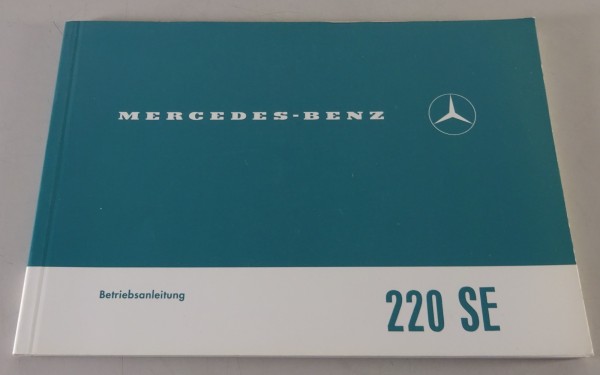 MERCEDES-BENZ
Betriebsanleitung
220 SE